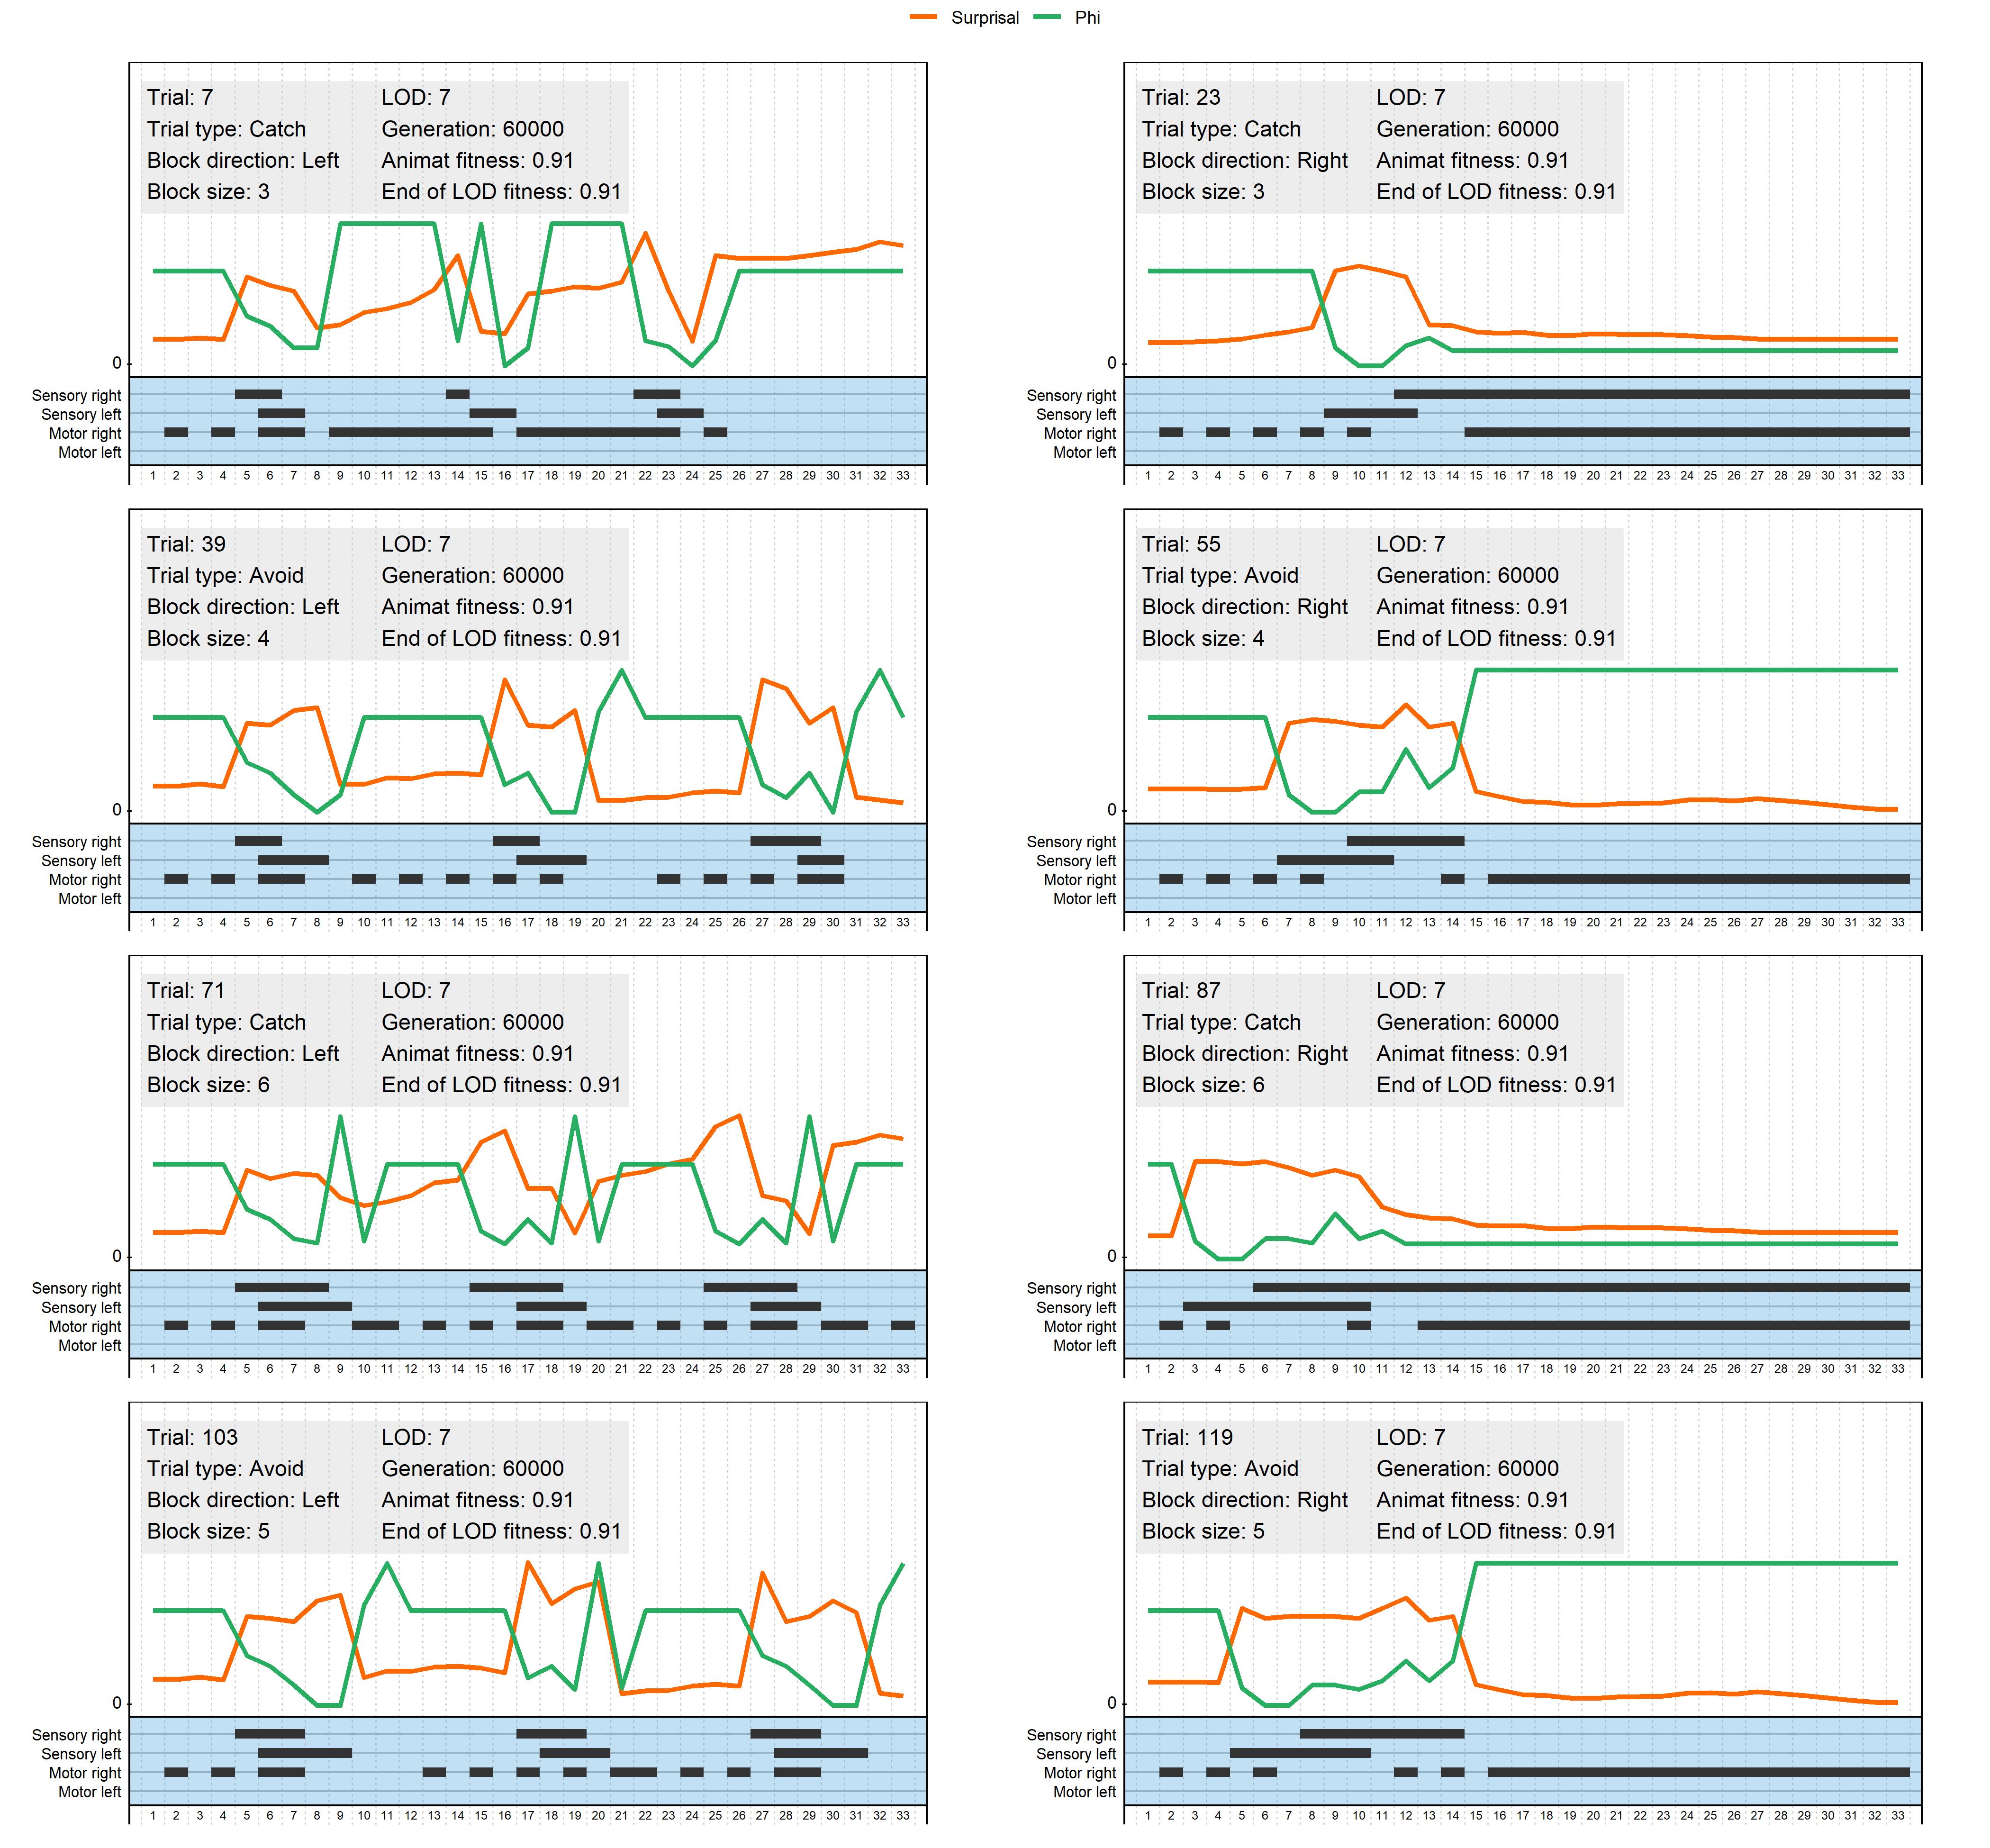 Surprisal Phi
Trial: 7 LOD: 7
Trial type: Catch Generation: 60000
Block direction: Left Animat fitness: 0.91
Block size: 3 End of LOD fitness: 0.91
0
Sensory right
Sensory left
Motor right
Motor left
1 2 3 4 5 6 7 8 9 10 11 12 13 14 15 16 17 18 19 20 21 22 23 24 25 26 27 28 29 30 31 32 33
Trial: 23 LOD: 7
Trial type: Catch Generation: 60000
Block direction: Right Animat fitness: 0.91
Block size: 3 End of LOD fitness: 0.91
0
Sensory right
Sensory left
Motor right
Motor left
1 2 3 4 5 6 7 8 9 10 11 12 13 14 15 16 17 18 19 20 21 22 23 24 25 26 27 28 29 30 31 32 33
Trial: 39 LOD: 7
Trial type: Avoid Generation: 60000
Block direction: Left Animat fitness: 0.91
Block size: 4 End of LOD fitness: 0.91
0
Sensory right
Sensory left
Motor right
Motor left
1 2 3 4 5 6 7 8 9 10 11 12 13 14 15 16 17 18 19 20 21 22 23 24 25 26 27 28 29 30 31 32 33
Trial: 55 LOD: 7
Trial type: Avoid Generation: 60000
Block direction: Right Animat fitness: 0.91
Block size: 4 End of LOD fitness: 0.91
0
Sensory right
Sensory left
Motor right
Motor left
1 2 3 4 5 6 7 8 9 10 11 12 13 14 15 16 17 18 19 20 21 22 23 24 25 26 27 28 29 30 31 32 33
Trial: 71 LOD: 7
Trial type: Catch Generation: 60000
Block direction: Left Animat fitness: 0.91
Block size: 6 End of LOD fitness: 0.91
0
Sensory right
Sensory left
Motor right
Motor left
1 2 3 4 5 6 7 8 9 10 11 12 13 14 15 16 17 18 19 20 21 22 23 24 25 26 27 28 29 30 31 32 33
Trial: 87 LOD: 7
Trial type: Catch Generation: 60000
Block direction: Right Animat fitness: 0.91
Block size: 6 End of LOD fitness: 0.91
0
Sensory right
Sensory left
Motor right
Motor left
1 2 3 4 5 6 7 8 9 10 11 12 13 14 15 16 17 18 19 20 21 22 23 24 25 26 27 28 29 30 31 32 33
Trial: 103 LOD: 7
Trial type: Avoid Generation: 60000
Block direction: Left Animat fitness: 0.91
Block size: 5 End of LOD fitness: 0.91
0
Sensory right
Sensory left
Motor right
Motor left
1 2 3 4 5 6 7 8 9 10 11 12 13 14 15 16 17 18 19 20 21 22 23 24 25 26 27 28 29 30 31 32 33
Trial: 119 LOD: 7
Trial type: Avoid Generation: 60000
Block direction: Right Animat fitness: 0.91
Block size: 5 End of LOD fitness: 0.91
0
Sensory right
Sensory left
Motor right
Motor left
1 2 3 4 5 6 7 8 9 10 11 12 13 14 15 16 17 18 19 20 21 22 23 24 25 26 27 28 29 30 31 32 33